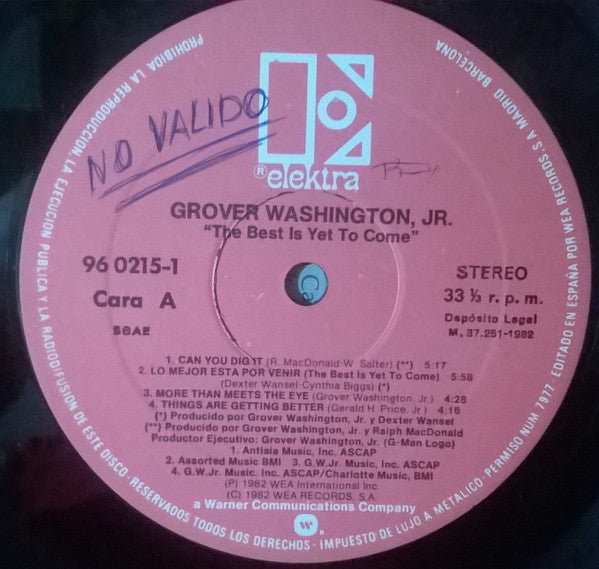 PROHIBIDA LA REPRODUCCION, LA EJECUCION PUBLICA Y LA RADIODIFUSION DE ESTE DISCO · RESERVADOS TODOS LOS DERECHOS · IMPUESTO DE LUJO A METALICO · PERMISO NUM 7977 · EDITADO EN ESPAÑA POR WEA RECORDS, S.A. MADRID BARCELONA
NO VALIDO
® elektra
GROVER WASHINGTON, JR.
"The Best Is Yet To Come"
96 0215-1
STEREO
Cara A
33 ⅓ r. p. m.
SGAE
Depósito Legal
M. 37.251-1982
1. CAN YOU DIG IT (R. MacDonald-W. Salter) (**) 5:17
2. LO MEJOR ESTA POR VENIR (The Best Is Yet To Come) 5:58
(Dexter Wansel-Cynthia Biggs) (*)
3. MORE THAN MEETS THE EYE (Grover Washington, Jr.) 4:28
4. THINGS ARE GETTING BETTER (Gerald H. Price, Jr.) 4:16
(*) Producido por Grover Washington, Jr. y Dexter Wansel
(**) Producido por Grover Washington, Jr. y Ralph MacDonald
Productor Ejecutivo: Grover Washington, Jr. (G-Man Logo)
1. Antisia Music, Inc. ASCAP
2. Assorted Music BMI 3. G.W.Jr. Music, Inc. ASCAP
4. G.W.Jr. Music, Inc. ASCAP/Charlotte Music, BMI
(P) 1982 WEA International Inc.
(C) 1982 WEA RECORDS, S.A.
a Warner Communications Company